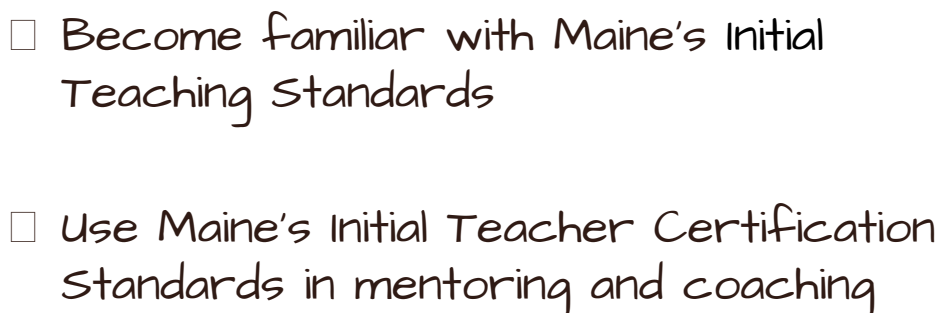 □ Become familiar with Maine's Initial
Teaching Standards
□ Use Maine's Initial Teacher Certification
Standards in mentoring and coaching